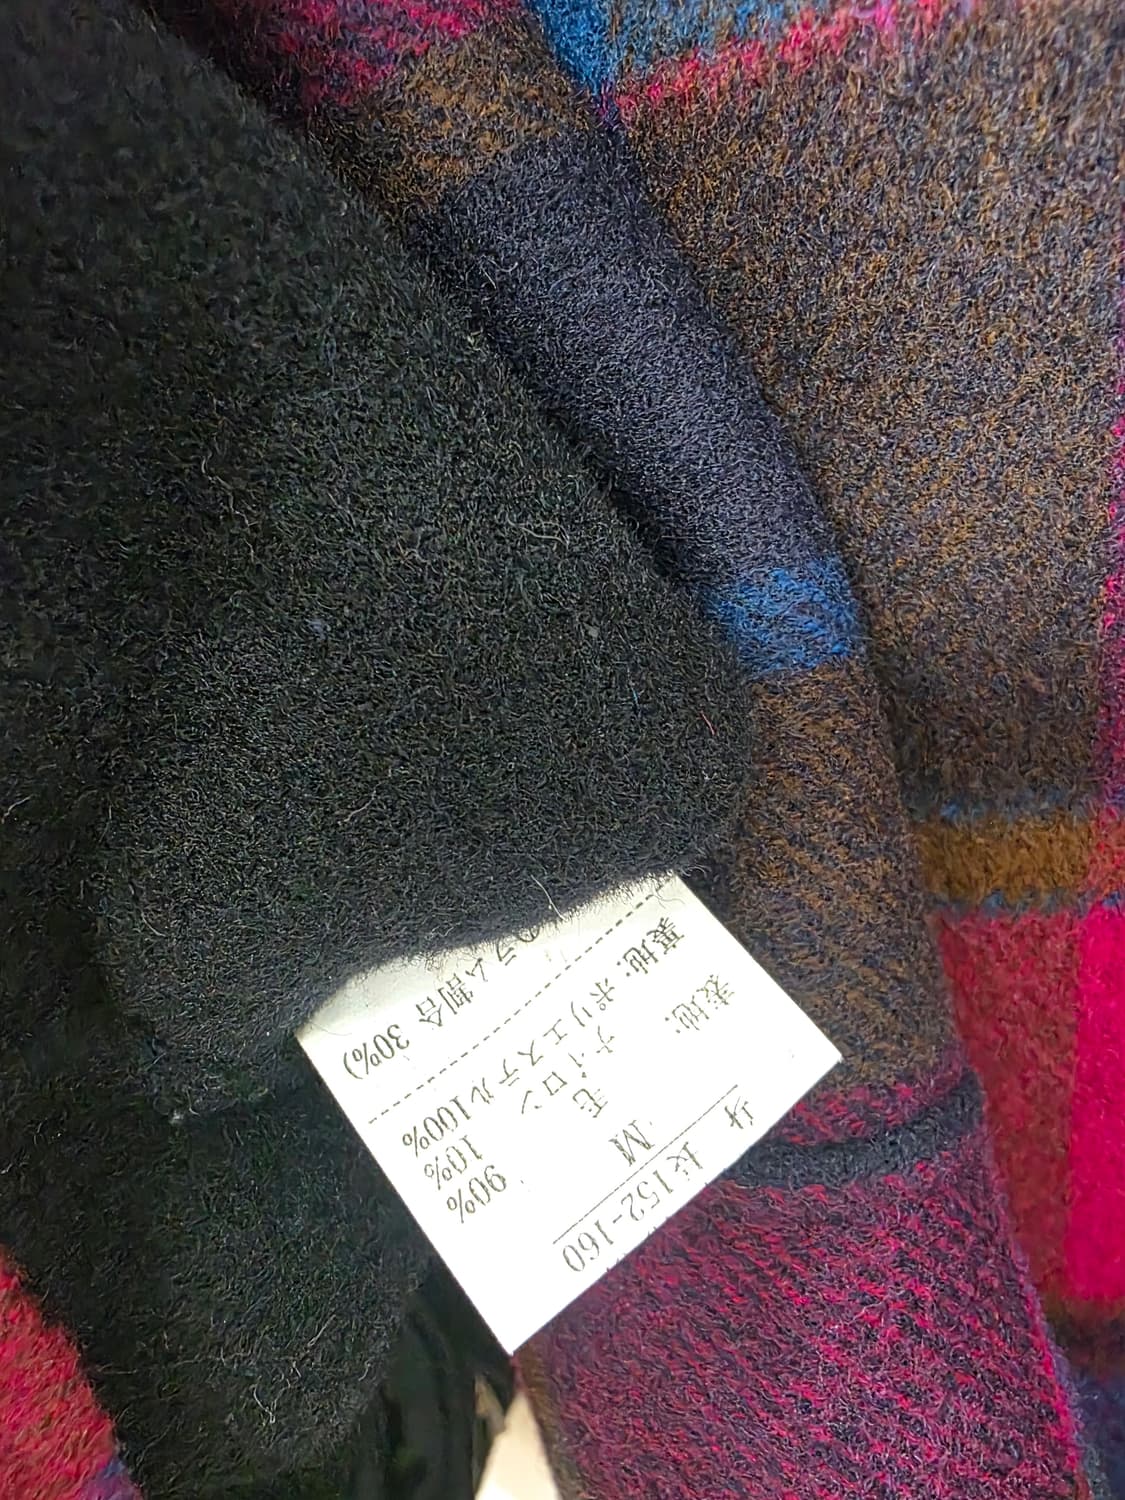 身長152-160
M
表地: 毛 90%
ナイロン 10%
裏地: ポリエステル100%
ラム割合 30%)